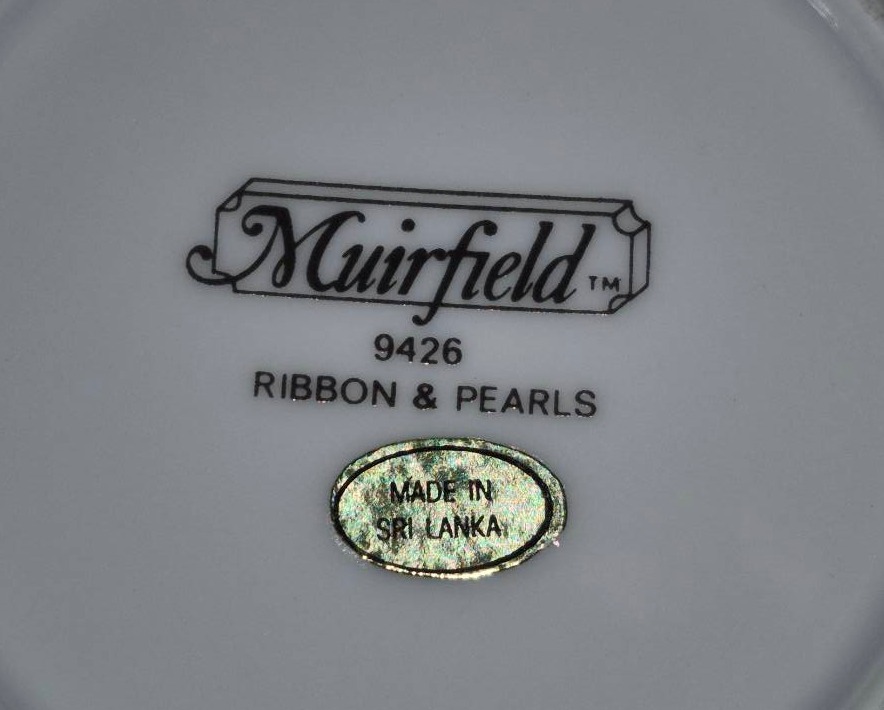 Muirfield™
9426
RIBBON & PEARLS
MADE IN
SRI LANKA